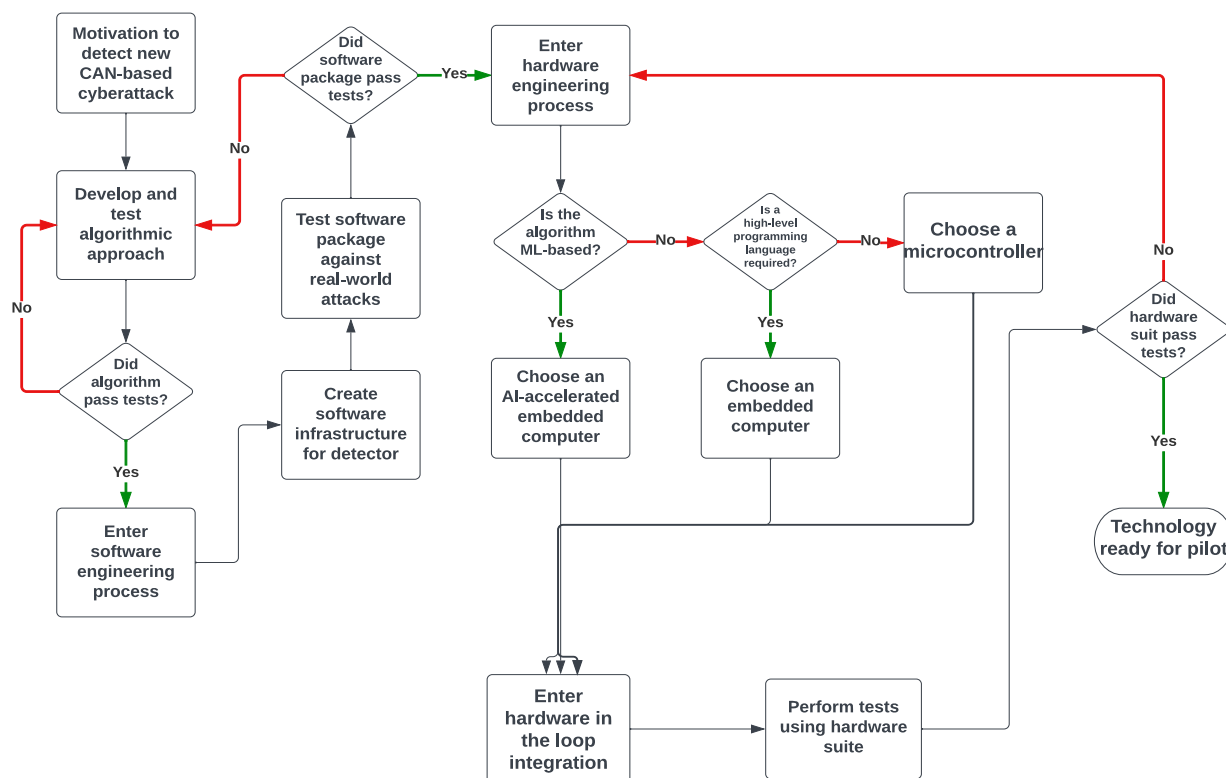 Motivation to
detect new
CAN-based
cyberattack
Develop and
test
algorithmic
approach
No
Did
algorithm
pass tests?
Yes
Enter
software
engineering
process
Did
software
package pass
tests?
Yes
No
Test software
package
against
real-world
attacks
Create
software
infrastructure
for detector
Enter
hardware
engineering
process
Is the
algorithm
ML-based?
No
Yes
Is a
high-level
programming
language
required?
No
Yes
Choose a
microcontroller
Choose an
AI-accelerated
embedded
computer
Choose an
embedded
computer
Enter
hardware in
the loop
integration
Perform tests
using hardware
suite
No
Did
hardware
suit pass
tests?
Yes
Technology
ready for pilot